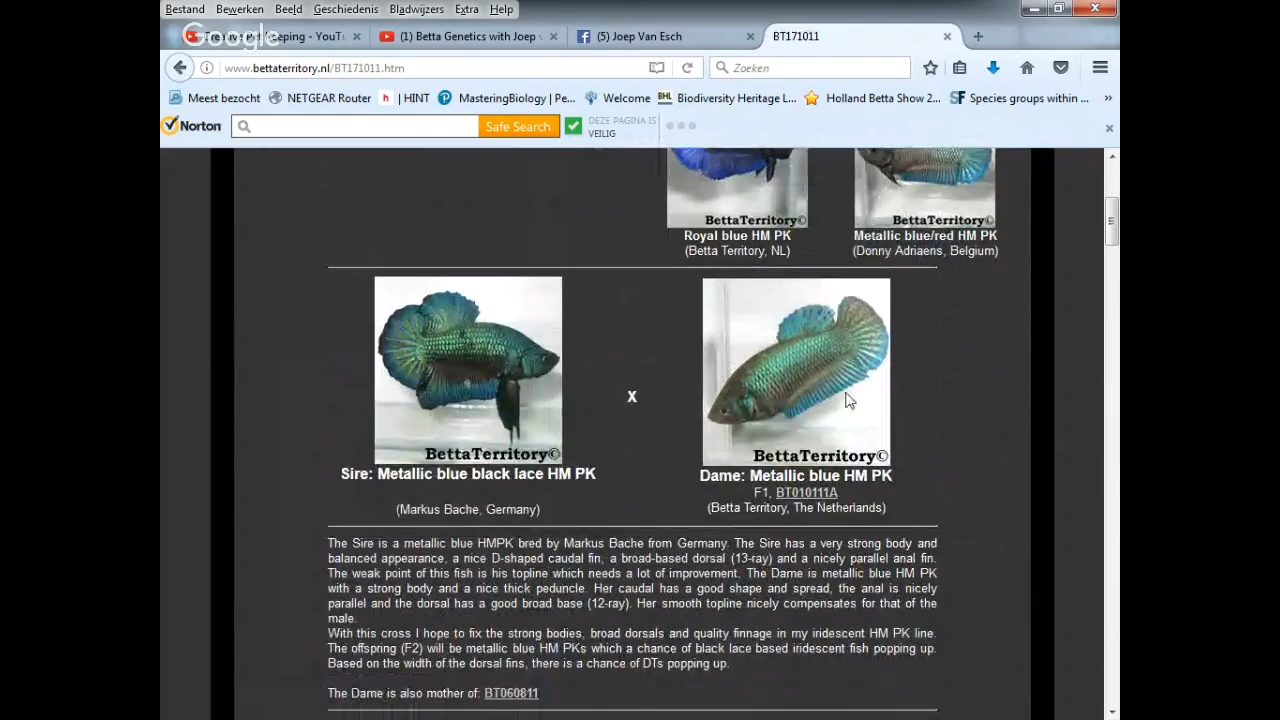 Bestand Bewerken Beeld Geschiedenis Bladwijzers Extra Help
Google
Creative Pet Keeping - YouTu
(1) Betta Genetics with Joep v
(5) Joep Van Esch
BT171011
www.bettaterritory.nl/BT171011.htm
Zoeken
Meest bezocht NETGEAR Router | HINT MasteringBiology | Pe... Welcome BHL Biodiversity Heritage L... Holland Betta Show 2... SF Species groups within ...
Norton
Safe Search
DEZE PAGINA IS
VEILIG
BettaTerritory© BettaTerritory©
Royal blue HM PK Metallic blue/red HM PK
(Betta Territory, NL) (Donny Adriaens, Belgium)
X
BettaTerritory© BettaTerritory©
Sire: Metallic blue black lace HM PK Dame: Metallic blue HM PK
F1, BT010111A
(Markus Bache, Germany) (Betta Territory, The Netherlands)
The Sire is a metallic blue HMPK bred by Markus Bache from Germany. The Sire has a very strong body and
balanced appearance, a nice D-shaped caudal fin, a broad-based dorsal (13-ray) and a nicely parallel anal fin.
The weak point of this fish is his topline which needs a lot of improvement. The Dame is metallic blue HM PK
with a strong body and a nice thick peduncle. Her caudal has a good shape and spread, the anal is nicely
parallel and the dorsal has a good broad base (12-ray). Her smooth topline nicely compensates for that of the
male.
With this cross I hope to fix the strong bodies, broad dorsals and quality finnage in my iridescent HM PK line.
The offspring (F2) will be metallic blue HM PKs which a chance of black lace based iridescent fish popping up.
Based on the width of the dorsal fins, there is a chance of DTs popping up.
The Dame is also mother of: BT060811